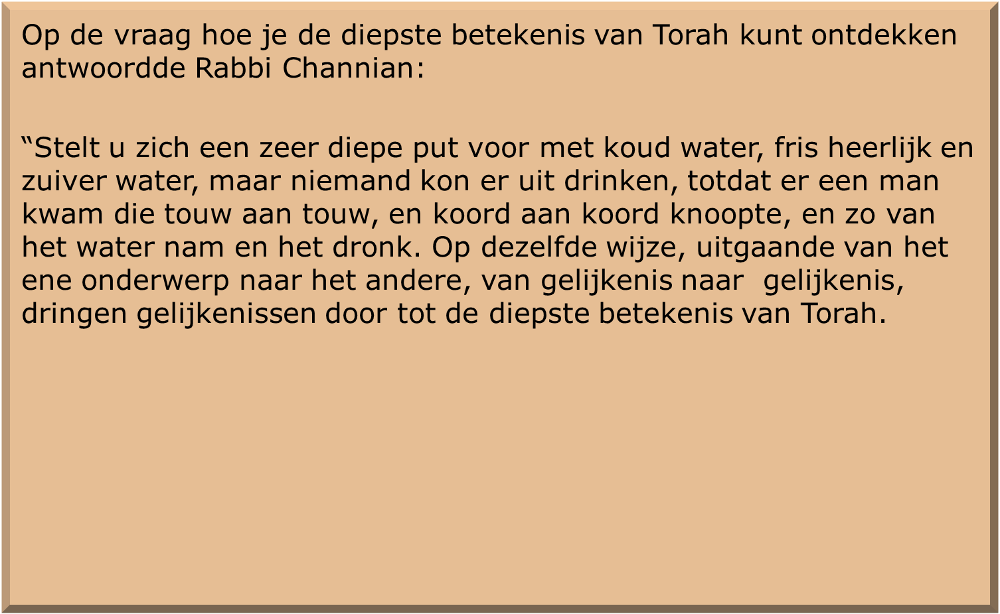 Op de vraag hoe je de diepste betekenis van Torah kunt ontdekken
antwoordde Rabbi Channian:
“Stelt u zich een zeer diepe put voor met koud water, fris heerlijk en
zuiver water, maar niemand kon er uit drinken, totdat er een man
kwam die touw aan touw, en koord aan koord knoopte, en zo van
het water nam en het dronk. Op dezelfde wijze, uitgaande van het
ene onderwerp naar het andere, van gelijkenis naar  gelijkenis,
dringen gelijkenissen door tot de diepste betekenis van Torah.